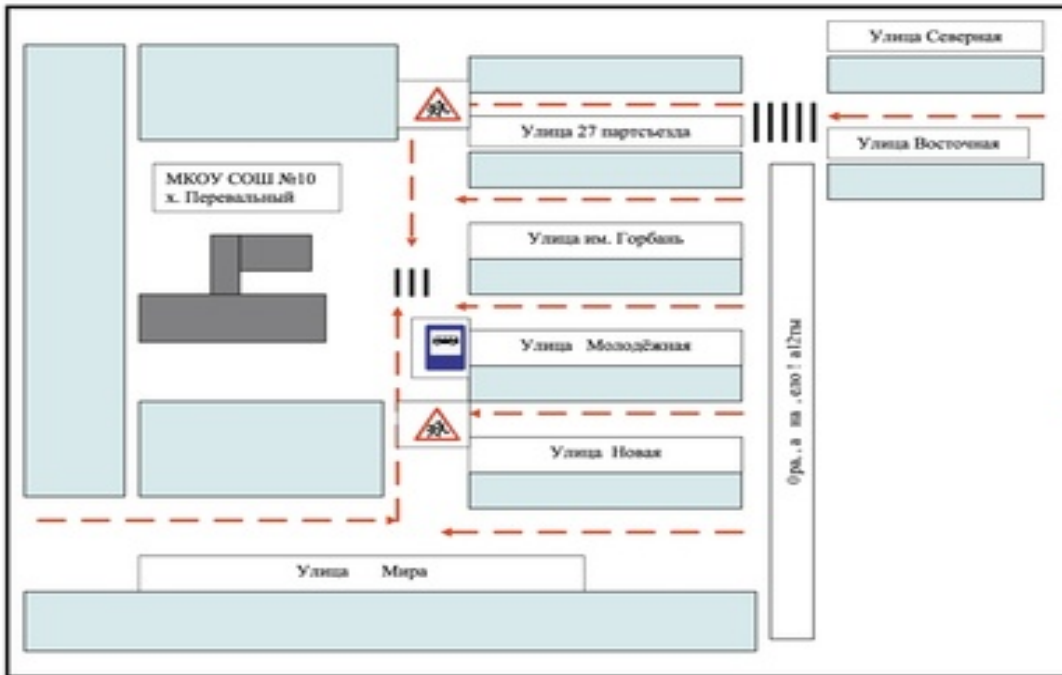 Улица Северная
Улица 27 партсъезда
Улица Восточная
МКОУ СОШ №10
х. Перевальный
Улица им. Горбань
Улица Молодёжная
Улица Новая
Улица Мира